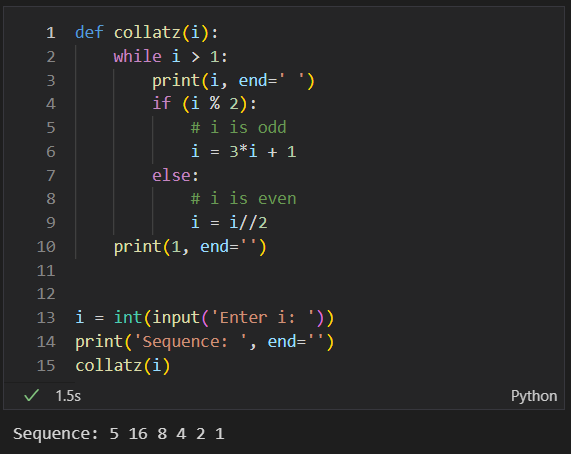 1 def collatz(i):
2     while i > 1:
3         print(i, end=' ')
4         if (i % 2):
5             # i is odd
6             i = 3*i + 1
7         else:
8             # i is even
9             i = i//2
10     print(1, end='')
11
12
13 i = int(input('Enter i: '))
14 print('Sequence: ', end='')
15 collatz(i)
✓ 1.5s Python
Sequence: 5 16 8 4 2 1